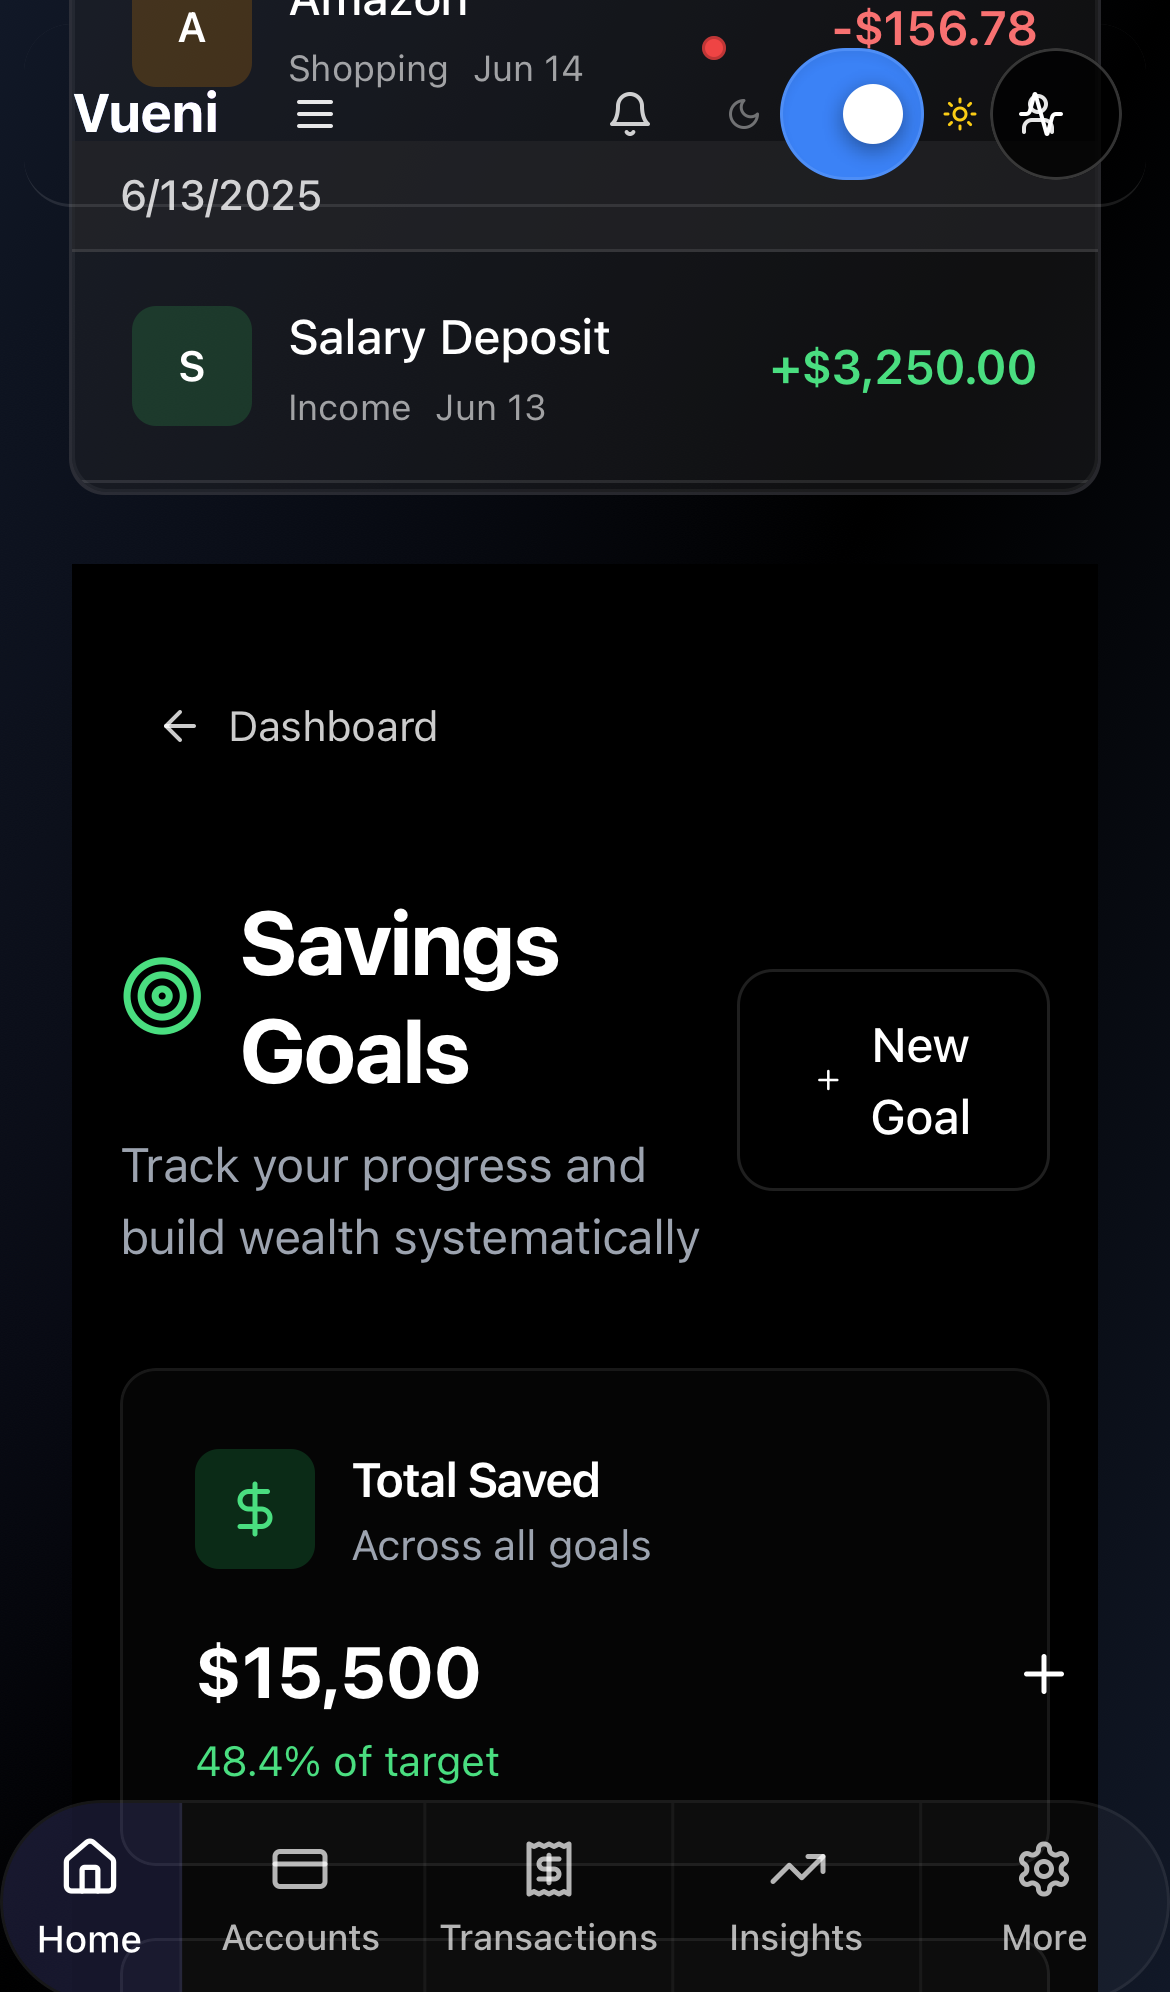 A Amazon -$156.78
Shopping Jun 14
Vueni
6/13/2025
S Salary Deposit +$3,250.00
Income Jun 13
Dashboard
Savings
Goals
+ New
Goal
Track your progress and
build wealth systematically
$ Total Saved
Across all goals
$15,500 +
48.4% of target
Home Accounts Transactions Insights More